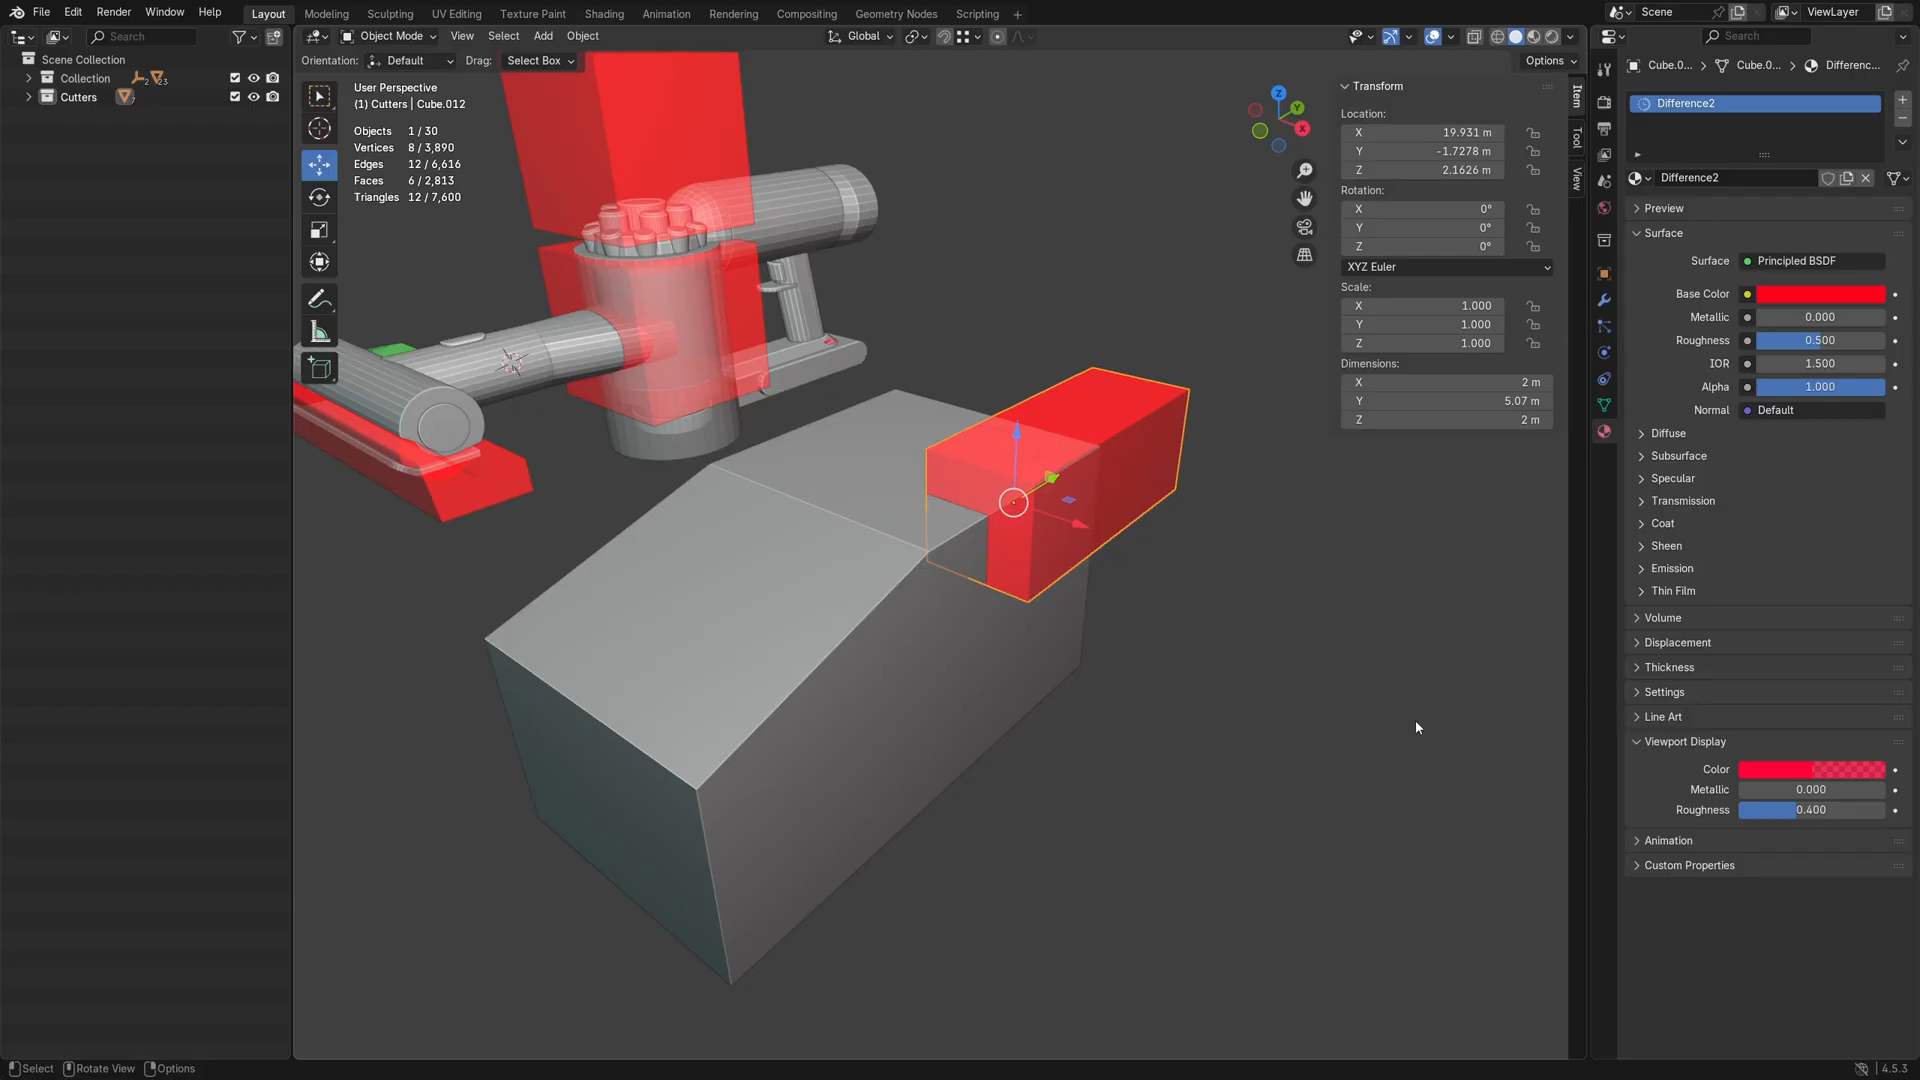 File Edit Render Window Help Layout Modeling Sculpting UV Editing Texture Paint Shading Animation Rendering Compositing Geometry Nodes Scripting + Scene ViewLayer
Search Object Mode View Select Add Object Global Search
Scene Collection
Collection 2 23
Cutters 7
Orientation: Default Drag: Select Box Options
User Perspective
(1) Cutters | Cube.012
Objects 1 / 30
Vertices 8 / 3,890
Edges 12 / 6,616
Faces 6 / 2,813
Triangles 12 / 7,600
Z
Y
X
Transform
Location:
X 19.931 m
Y -1.7278 m
Z 2.1626 m
Rotation:
X 0°
Y 0°
Z 0°
XYZ Euler
Scale:
X 1.000
Y 1.000
Z 1.000
Dimensions:
X 2 m
Y 5.07 m
Z 2 m
Item
Tool
View
Cube.0... Cube.0... Differenc...
Difference2
Difference2
Preview
Surface
Surface Principled BSDF
Base Color
Metallic 0.000
Roughness 0.500
IOR 1.500
Alpha 1.000
Normal Default
Diffuse
Subsurface
Specular
Transmission
Coat
Sheen
Emission
Thin Film
Volume
Displacement
Thickness
Settings
Line Art
Viewport Display
Color
Metallic 0.000
Roughness 0.400
Animation
Custom Properties
Select Rotate View Options 4.5.3